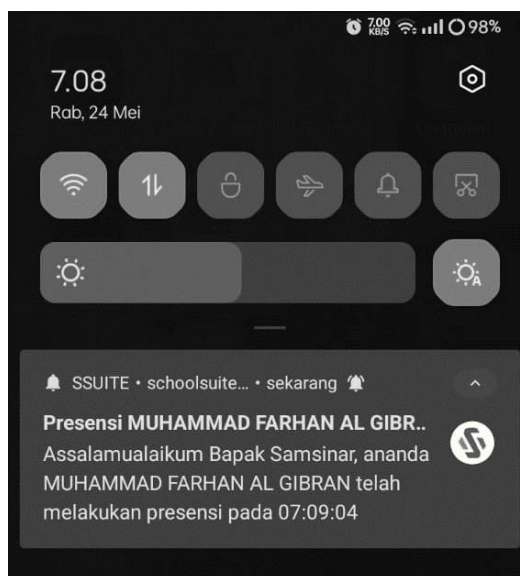 7.00 KB/S 98%
7.08
Rab, 24 Mei
A
SSUITE • schoolsuite... • sekarang
Presensi MUHAMMAD FARHAN AL GIBR..
Assalamualaikum Bapak Samsinar, ananda
MUHAMMAD FARHAN AL GIBRAN telah
melakukan presensi pada 07:09:04